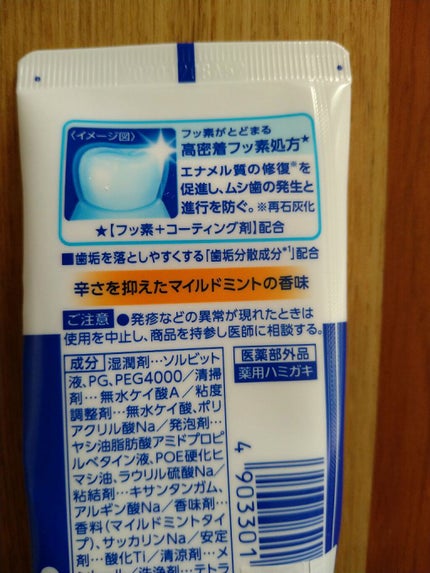 〈イメージ図〉
フッ素がとどまる
高密着フッ素処方★
エナメル質の修復※を
促進し、ムシ歯の発生と
進行を防ぐ。※再石灰化
★【フッ素+コーティング剤】配合
■歯垢を落としやすくする「歯垢分散成分*1」配合
辛さを抑えたマイルドミントの香味
ご注意 ●発疹などの異常が現れたときは
使用を中止し、商品を持参し医師に相談する。
成分 湿潤剤…ソルビット
液、PG、PEG4000/清掃
剤…無水ケイ酸A/粘度
調整剤…無水ケイ酸、ポリ
アクリル酸Na/発泡剤…
ヤシ油脂肪酸アミドプロピ
ルベタイン液、POE硬化ヒ
マシ油、ラウリル硫酸Na/
粘結剤…キサンタンガム、
アルギン酸Na/香味剤…
香料(マイルドミントタイ
プ)、サッカリンNa/安定
剤…酸化Ti/清涼剤…メ
ントール/洗浄剤…テトラ
医薬部外品
薬用ハミガキ
4 903301